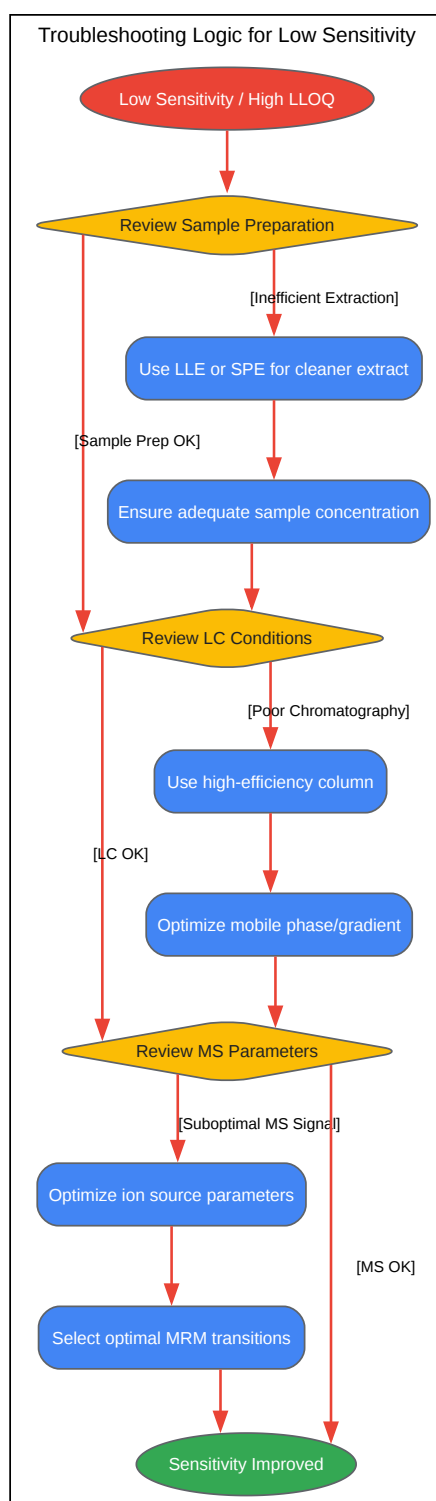 Troubleshooting Logic for Low Sensitivity
Low Sensitivity / High LLOQ
Review Sample Preparation
[Inefficient Extraction]
Use LLE or SPE for cleaner extract
[Sample Prep OK]
Ensure adequate sample concentration
Review LC Conditions
[Poor Chromatography]
Use high-efficiency column
[LC OK]
Optimize mobile phase/gradient
Review MS Parameters
[Suboptimal MS Signal]
Optimize ion source parameters
[MS OK]
Select optimal MRM transitions
Sensitivity Improved